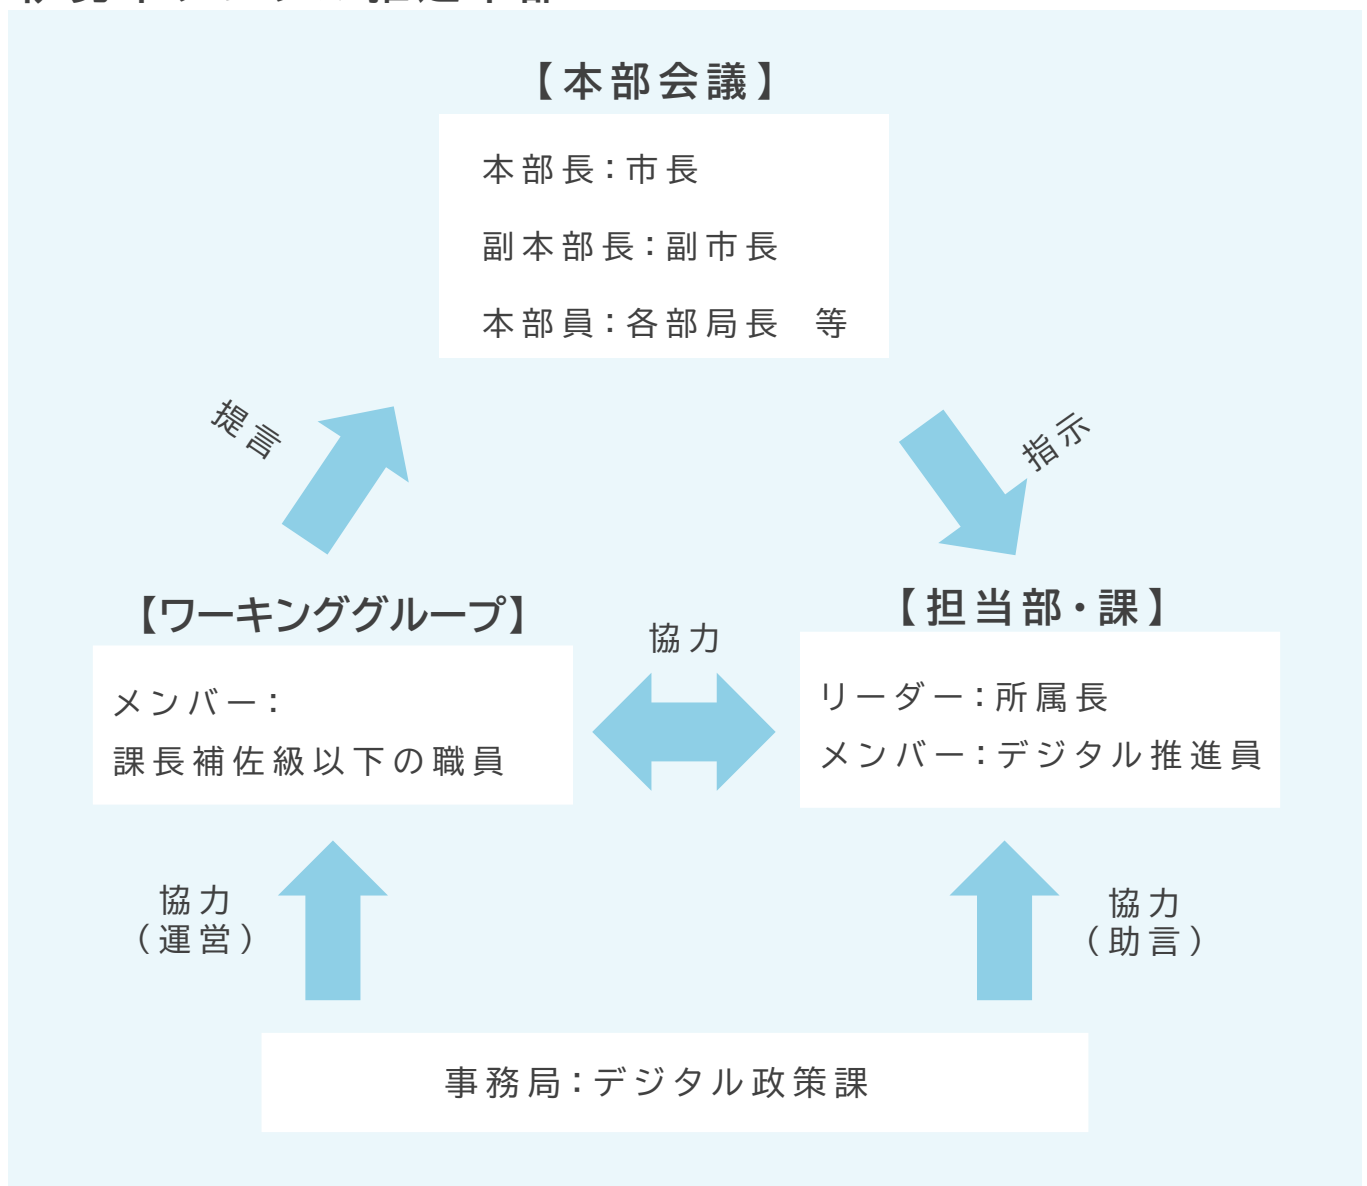 【本部会議】
本部長：市長
副本部長：副市長
本部員：各部局長　等
提言
指示
【ワーキンググループ】
メンバー：
課長補佐級以下の職員
協力
【担当部・課】
リーダー：所属長
メンバー：デジタル推進員
協力
（運営）
協力
（助言）
事務局：デジタル政策課